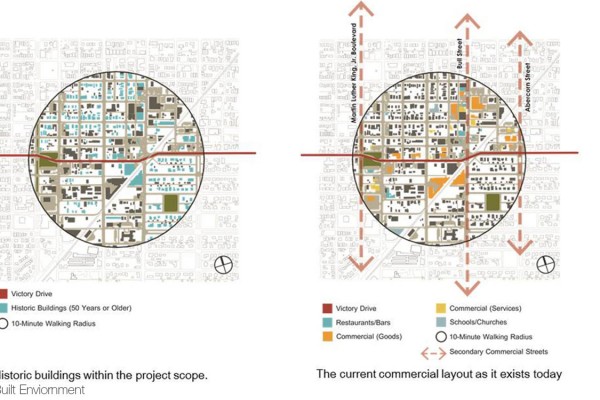 Martin Luther King, Jr. Boulevard
Bull Street
Abercorn Street
Victory Drive
Historic Buildings (50 Years or Older)
10-Minute Walking Radius
Victory Drive
Restaurants/Bars
Commercial (Goods)
Commercial (Services)
Schools/Churches
10-Minute Walking Radius
Secondary Commercial Streets
istoric buildings within the project scope.
Built Enviornment
The current commercial layout as it exists today